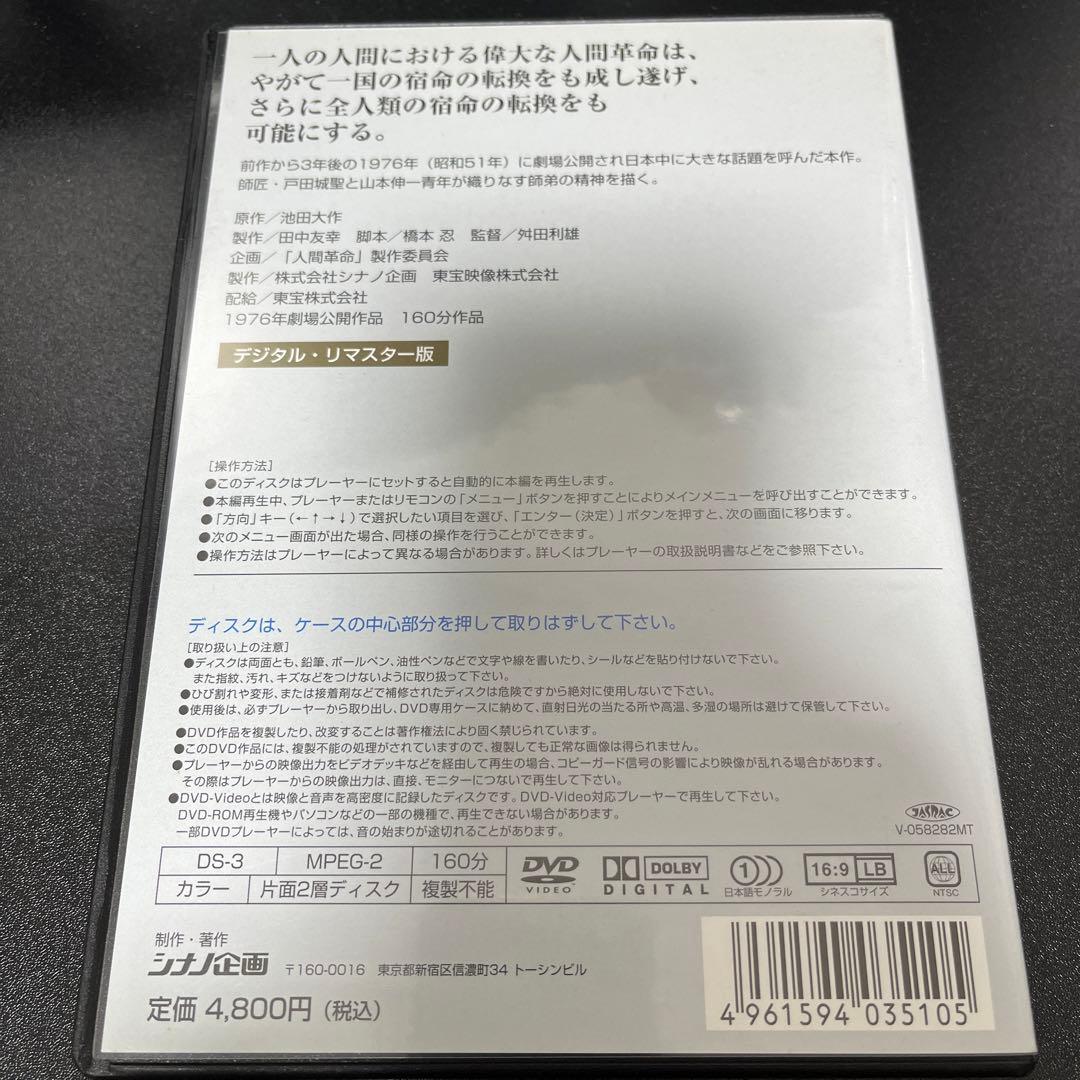 一人の人間における偉大な人間革命は、
やがて一国の宿命の転換をも成し遂げ、
さらに全人類の宿命の転換をも
可能にする。
前作から3年後の1976年（昭和51年）に劇場公開され日本中に大きな話題を呼んだ本作。
師匠・戸田城聖と山本伸一青年が織りなす師弟の精神を描く。
原作／池田大作
製作／田中友幸　脚本／橋本 忍　監督／舛田利雄
企画／「人間革命」製作委員会
製作／株式会社シナノ企画　東宝映像株式会社
配給／東宝株式会社
1976年劇場公開作品　160分作品
デジタル・リマスター版
［操作方法］
●このディスクはプレーヤーにセットすると自動的に本編を再生します。
●本編再生中、プレーヤーまたはリモコンの「メニュー」ボタンを押すことによりメインメニューを呼び出すことができます。
●「方向」キー（←↑→↓）で選択したい項目を選び、「エンター（決定）」ボタンを押すと、次の画面に移ります。
●次のメニュー画面が出た場合、同様の操作を行うことができます。
●操作方法はプレーヤーによって異なる場合があります。詳しくはプレーヤーの取扱説明書などをご参照下さい。
ディスクは、ケースの中心部分を押して取りはずして下さい。
［取り扱い上の注意］
●ディスクは両面とも、鉛筆、ボールペン、油性ペンなどで文字や線を書いたり、シールなどを貼り付けないで下さい。
また指紋、汚れ、キズなどをつけないように取り扱って下さい。
●ひび割れや変形、または接着剤などで補修されたディスクは危険ですから絶対に使用しないで下さい。
●使用後は、必ずプレーヤーから取り出し、DVD専用ケースに納めて、直射日光の当たる所や高温、多湿の場所は避けて保管して下さい。
●DVD作品を複製したり、改変することは著作権法により固く禁じられています。
●このDVD作品には、複製不能の処理がされていますので、複製しても正常な画像は得られません。
●プレーヤーからの映像出力をビデオデッキなどを経由して再生の場合、コピーガード信号の影響により映像が乱れる場合があります。
その際はプレーヤーからの映像出力は、直接、モニターにつないで再生して下さい。
●DVD-Videoとは映像と音声を高密度に記録したディスクです。DVD-Video対応プレーヤーで再生して下さい。
DVD-ROM再生機やパソコンなどの一部の機種で、再生できない場合があります。
一部DVDプレーヤーによっては、音の始まりが途切れることがあります。
JASRAC
V-058282MT
DS-3　MPEG-2　160分
カラー　片面2層ディスク　複製不能
DVD VIDEO
DOLBY DIGITAL
1 日本語モノラル
16:9 LB シネスコサイズ
ALL NTSC
制作・著作
シナノ企画　〒160-0016　東京都新宿区信濃町34 トーシンビル
定価 4,800円（税込）
4 961594 035105